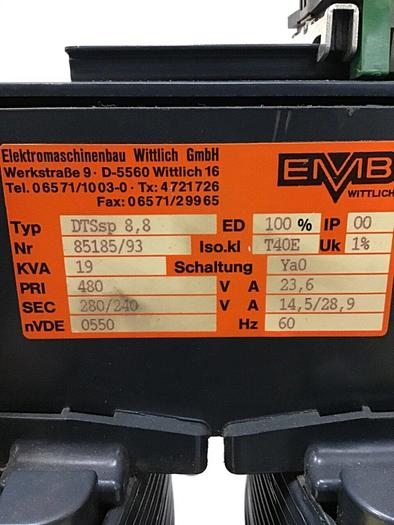 Elektromaschinenbau Wittlich GmbH
Werkstraße 9 · D-5560 Wittlich 16
Tel. 06571/1003-0 · Tx: 4721726
Fax: 06571/29965
EMB
WITTLICH
Typ DTSsp 8,8 ED 100 % IP 00
Nr 85185/93 Iso.kl T40E Uk 1%
KVA 19 Schaltung Ya0
PRI 480 V A 23,6
SEC 280/240 V A 14,5/28,9
nVDE 0550 Hz 60